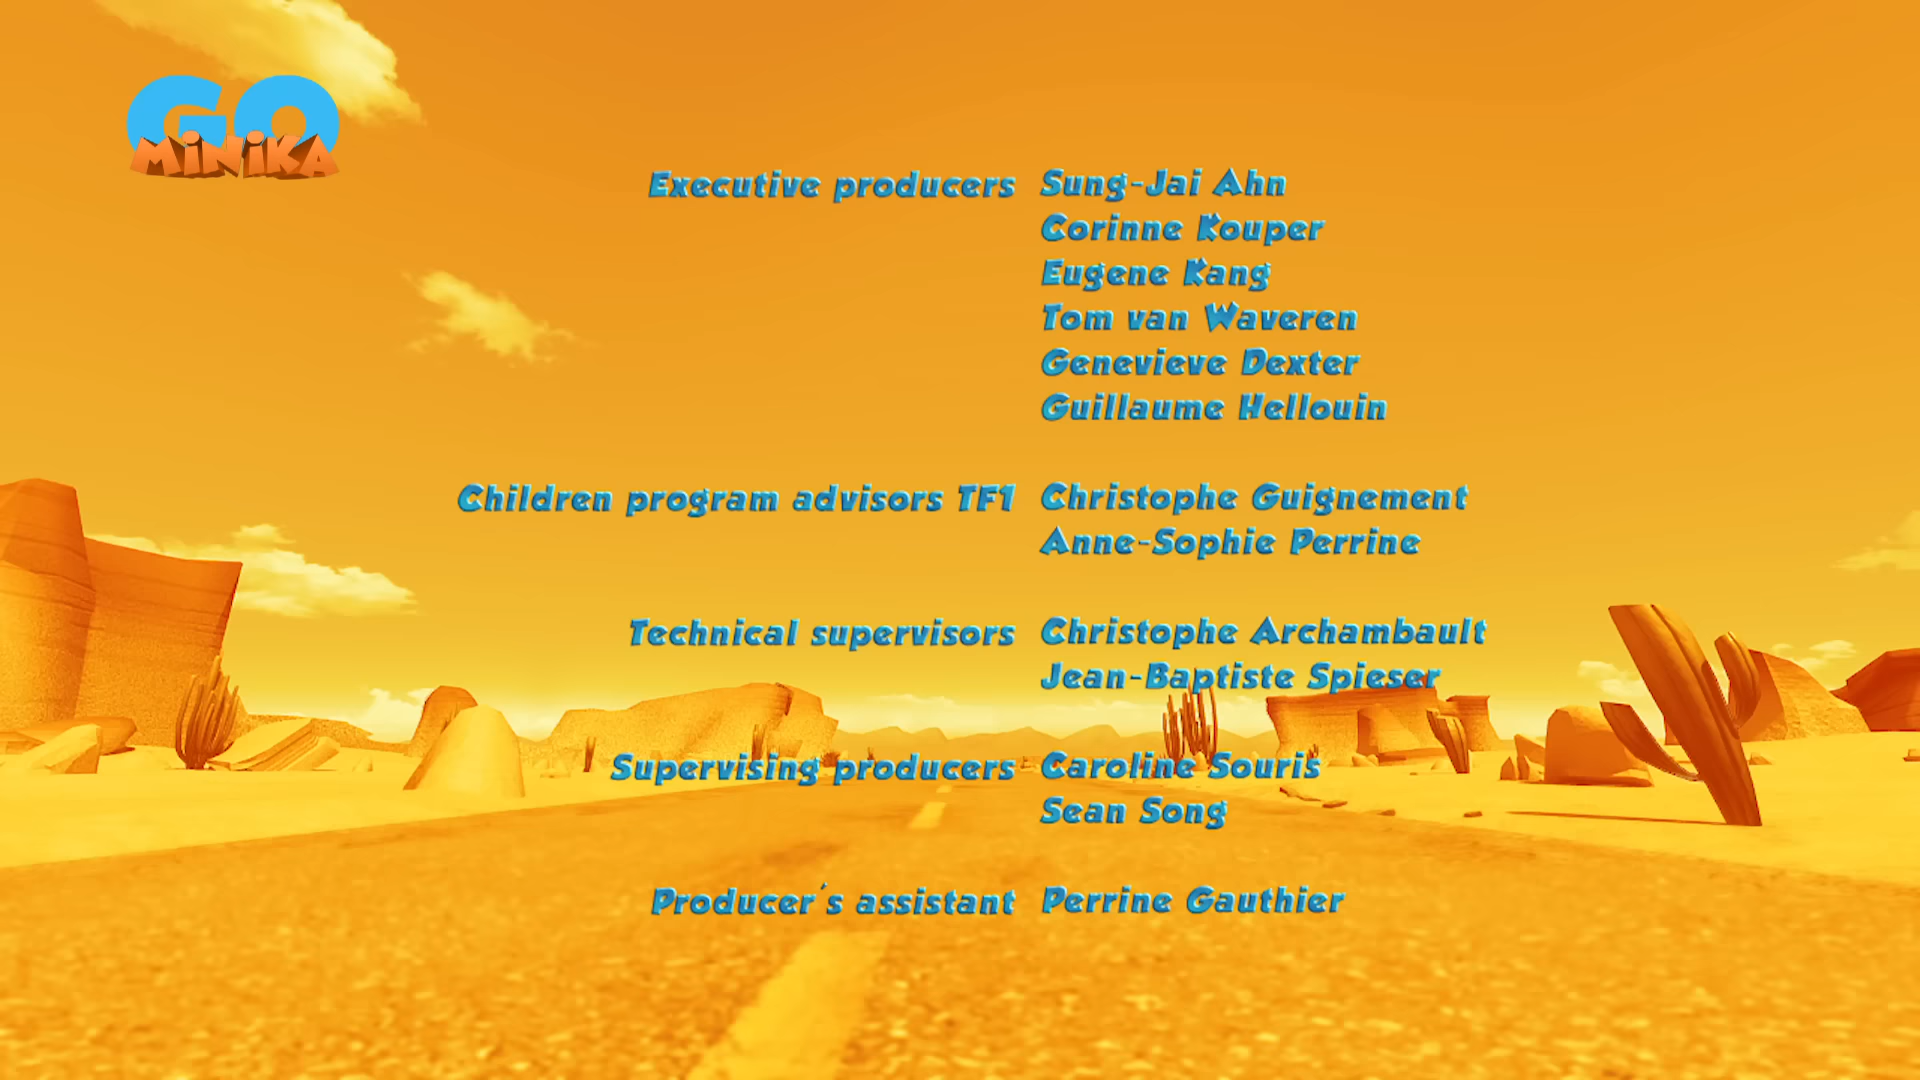 GO
MiNiKA
Executive producers Sung-Jai Ahn
Corinne Kouper
Eugene Kang
Tom van Waveren
Genevieve Dexter
Guillaume Hellouin
Children program advisors TF1 Christophe Guignement
Anne-Sophie Perrine
Technical supervisors Christophe Archambault
Jean-Baptiste Spieser
Supervising producers Caroline Souris
Sean Song
Producer's assistant Perrine Gauthier